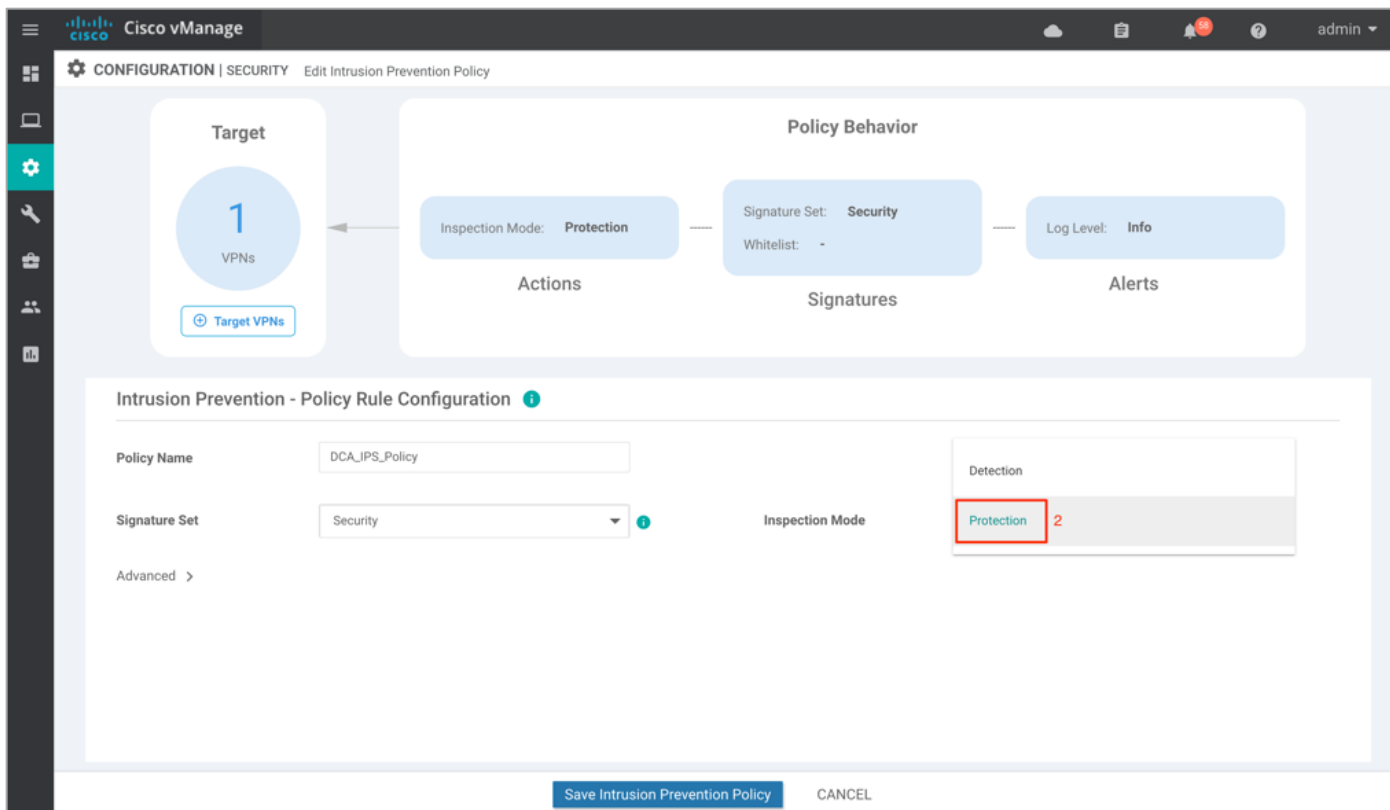 cisco Cisco vManage 58 admin
CONFIGURATION | SECURITY Edit Intrusion Prevention Policy
Target
1
VPNs
Target VPNs
Policy Behavior
Inspection Mode: Protection
Actions
Signature Set: Security
Whitelist: -
Signatures
Log Level: Info
Alerts
Intrusion Prevention - Policy Rule Configuration
Policy Name DCA_IPS_Policy
Detection
Signature Set Security Inspection Mode Protection 2
Advanced >
Save Intrusion Prevention Policy CANCEL